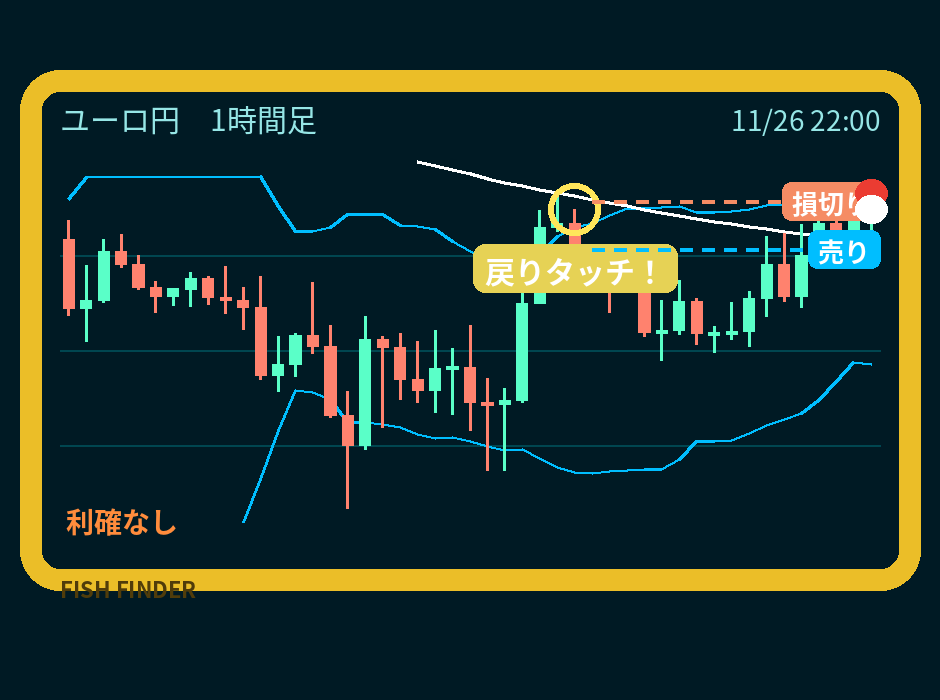 ユーロ円　1時間足
11/26 22:00
損切り
売り
戻りタッチ！
利確なし
FISH FINDER